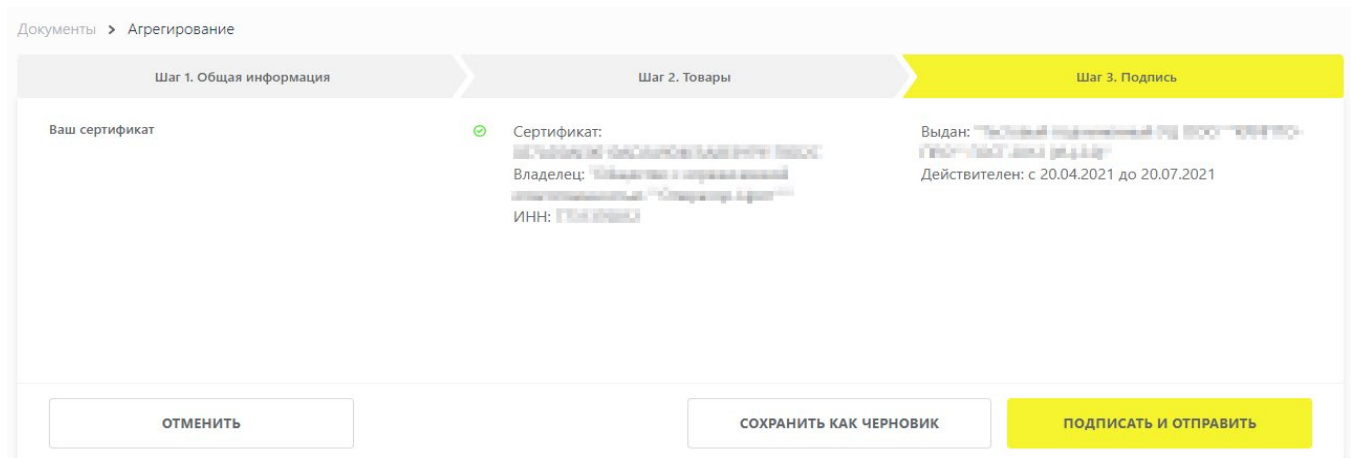 Документы > Агрегирование
Шаг 1. Общая информация
Шаг 2. Товары
Шаг 3. Подпись
Ваш сертификат
Сертификат:
Владелец:
ИНН:
Выдан:
Действителен: с 20.04.2021 до 20.07.2021
ОТМЕНИТЬ
СОХРАНИТЬ КАК ЧЕРНОВИК
ПОДПИСАТЬ И ОТПРАВИТЬ